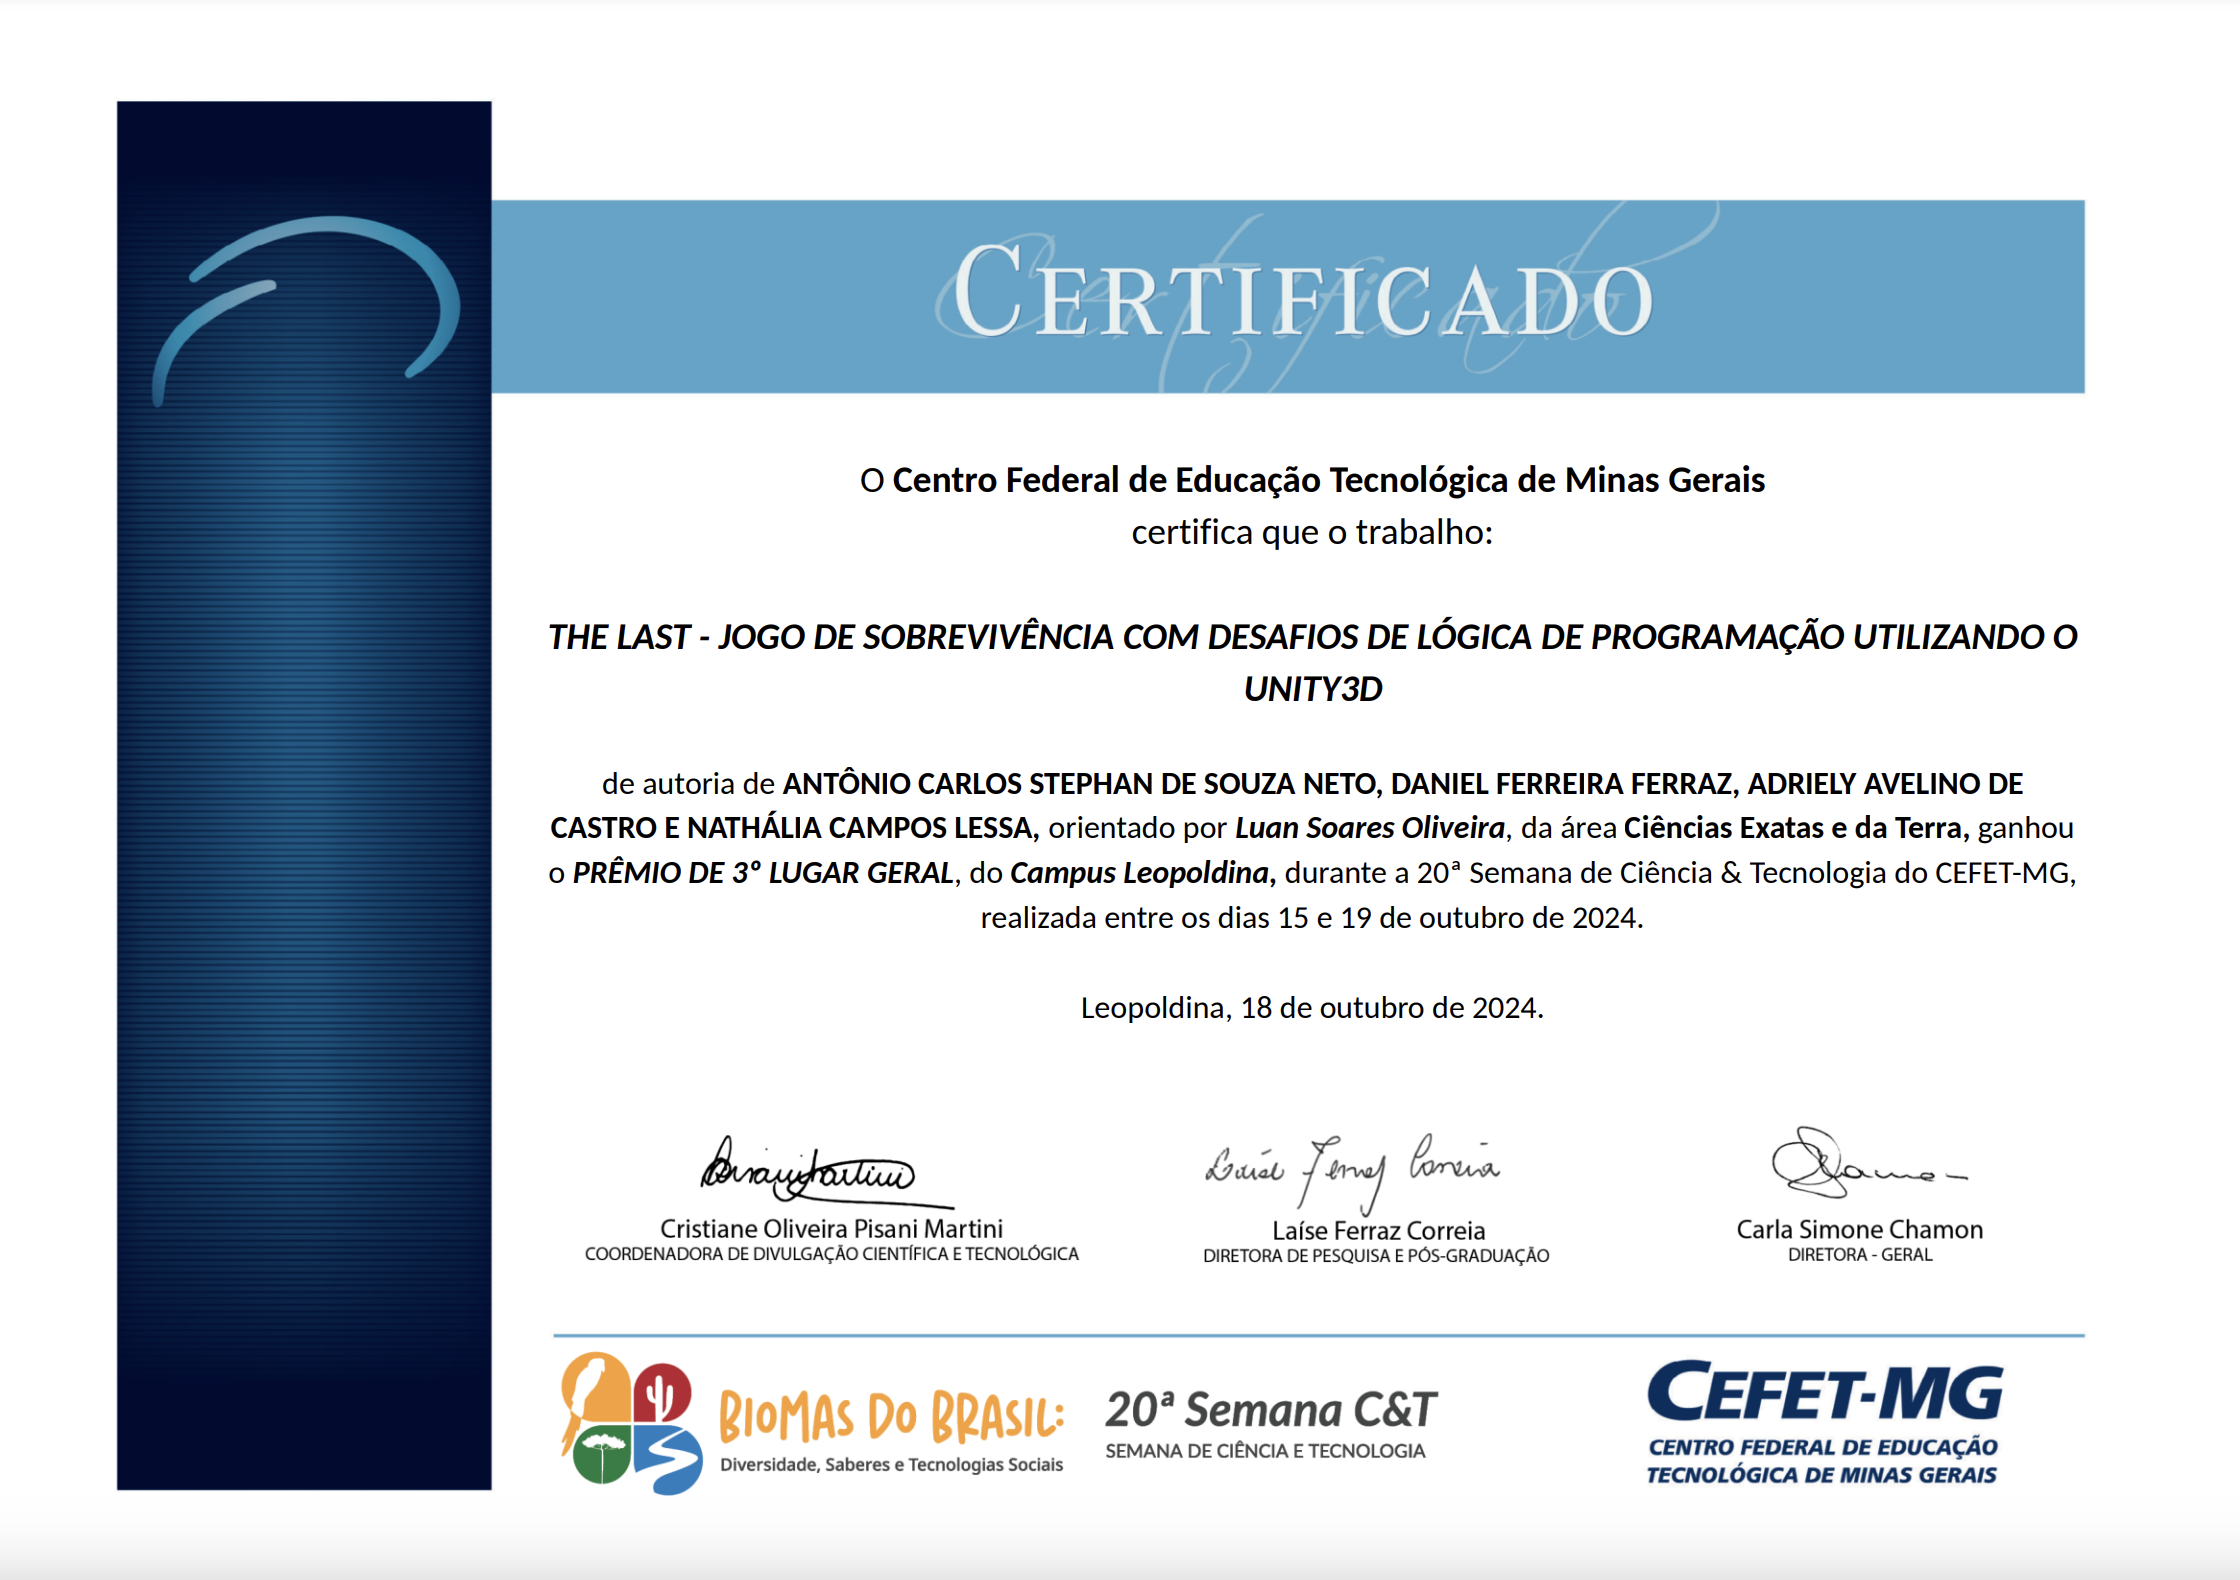 CERTIFICADO
O Centro Federal de Educação Tecnológica de Minas Gerais
certifica que o trabalho:
THE LAST - JOGO DE SOBREVIVÊNCIA COM DESAFIOS DE LÓGICA DE PROGRAMAÇÃO UTILIZANDO O
UNITY3D
de autoria de ANTÔNIO CARLOS STEPHAN DE SOUZA NETO, DANIEL FERREIRA FERRAZ, ADRIELY AVELINO DE
CASTRO E NATHÁLIA CAMPOS LESSA, orientado por Luan Soares Oliveira, da área Ciências Exatas e da Terra, ganhou
o PRÊMIO DE 3º LUGAR GERAL, do Campus Leopoldina, durante a 20ª Semana de Ciência & Tecnologia do CEFET-MG,
realizada entre os dias 15 e 19 de outubro de 2024.
Leopoldina, 18 de outubro de 2024.
Laíse Ferraz Correia
Cristiane Oliveira Pisani Martini
COORDENADORA DE DIVULGAÇÃO CIENTÍFICA E TECNOLÓGICA
Laíse Ferraz Correia
DIRETORA DE PESQUISA E PÓS-GRADUAÇÃO
Carla Simone Chamon
DIRETORA - GERAL
BIOMAS DO BRASIL:
Diversidade, Saberes e Tecnologias Sociais
20ª Semana C&T
SEMANA DE CIÊNCIA E TECNOLOGIA
CEFET-MG
CENTRO FEDERAL DE EDUCAÇÃO
TECNOLÓGICA DE MINAS GERAIS